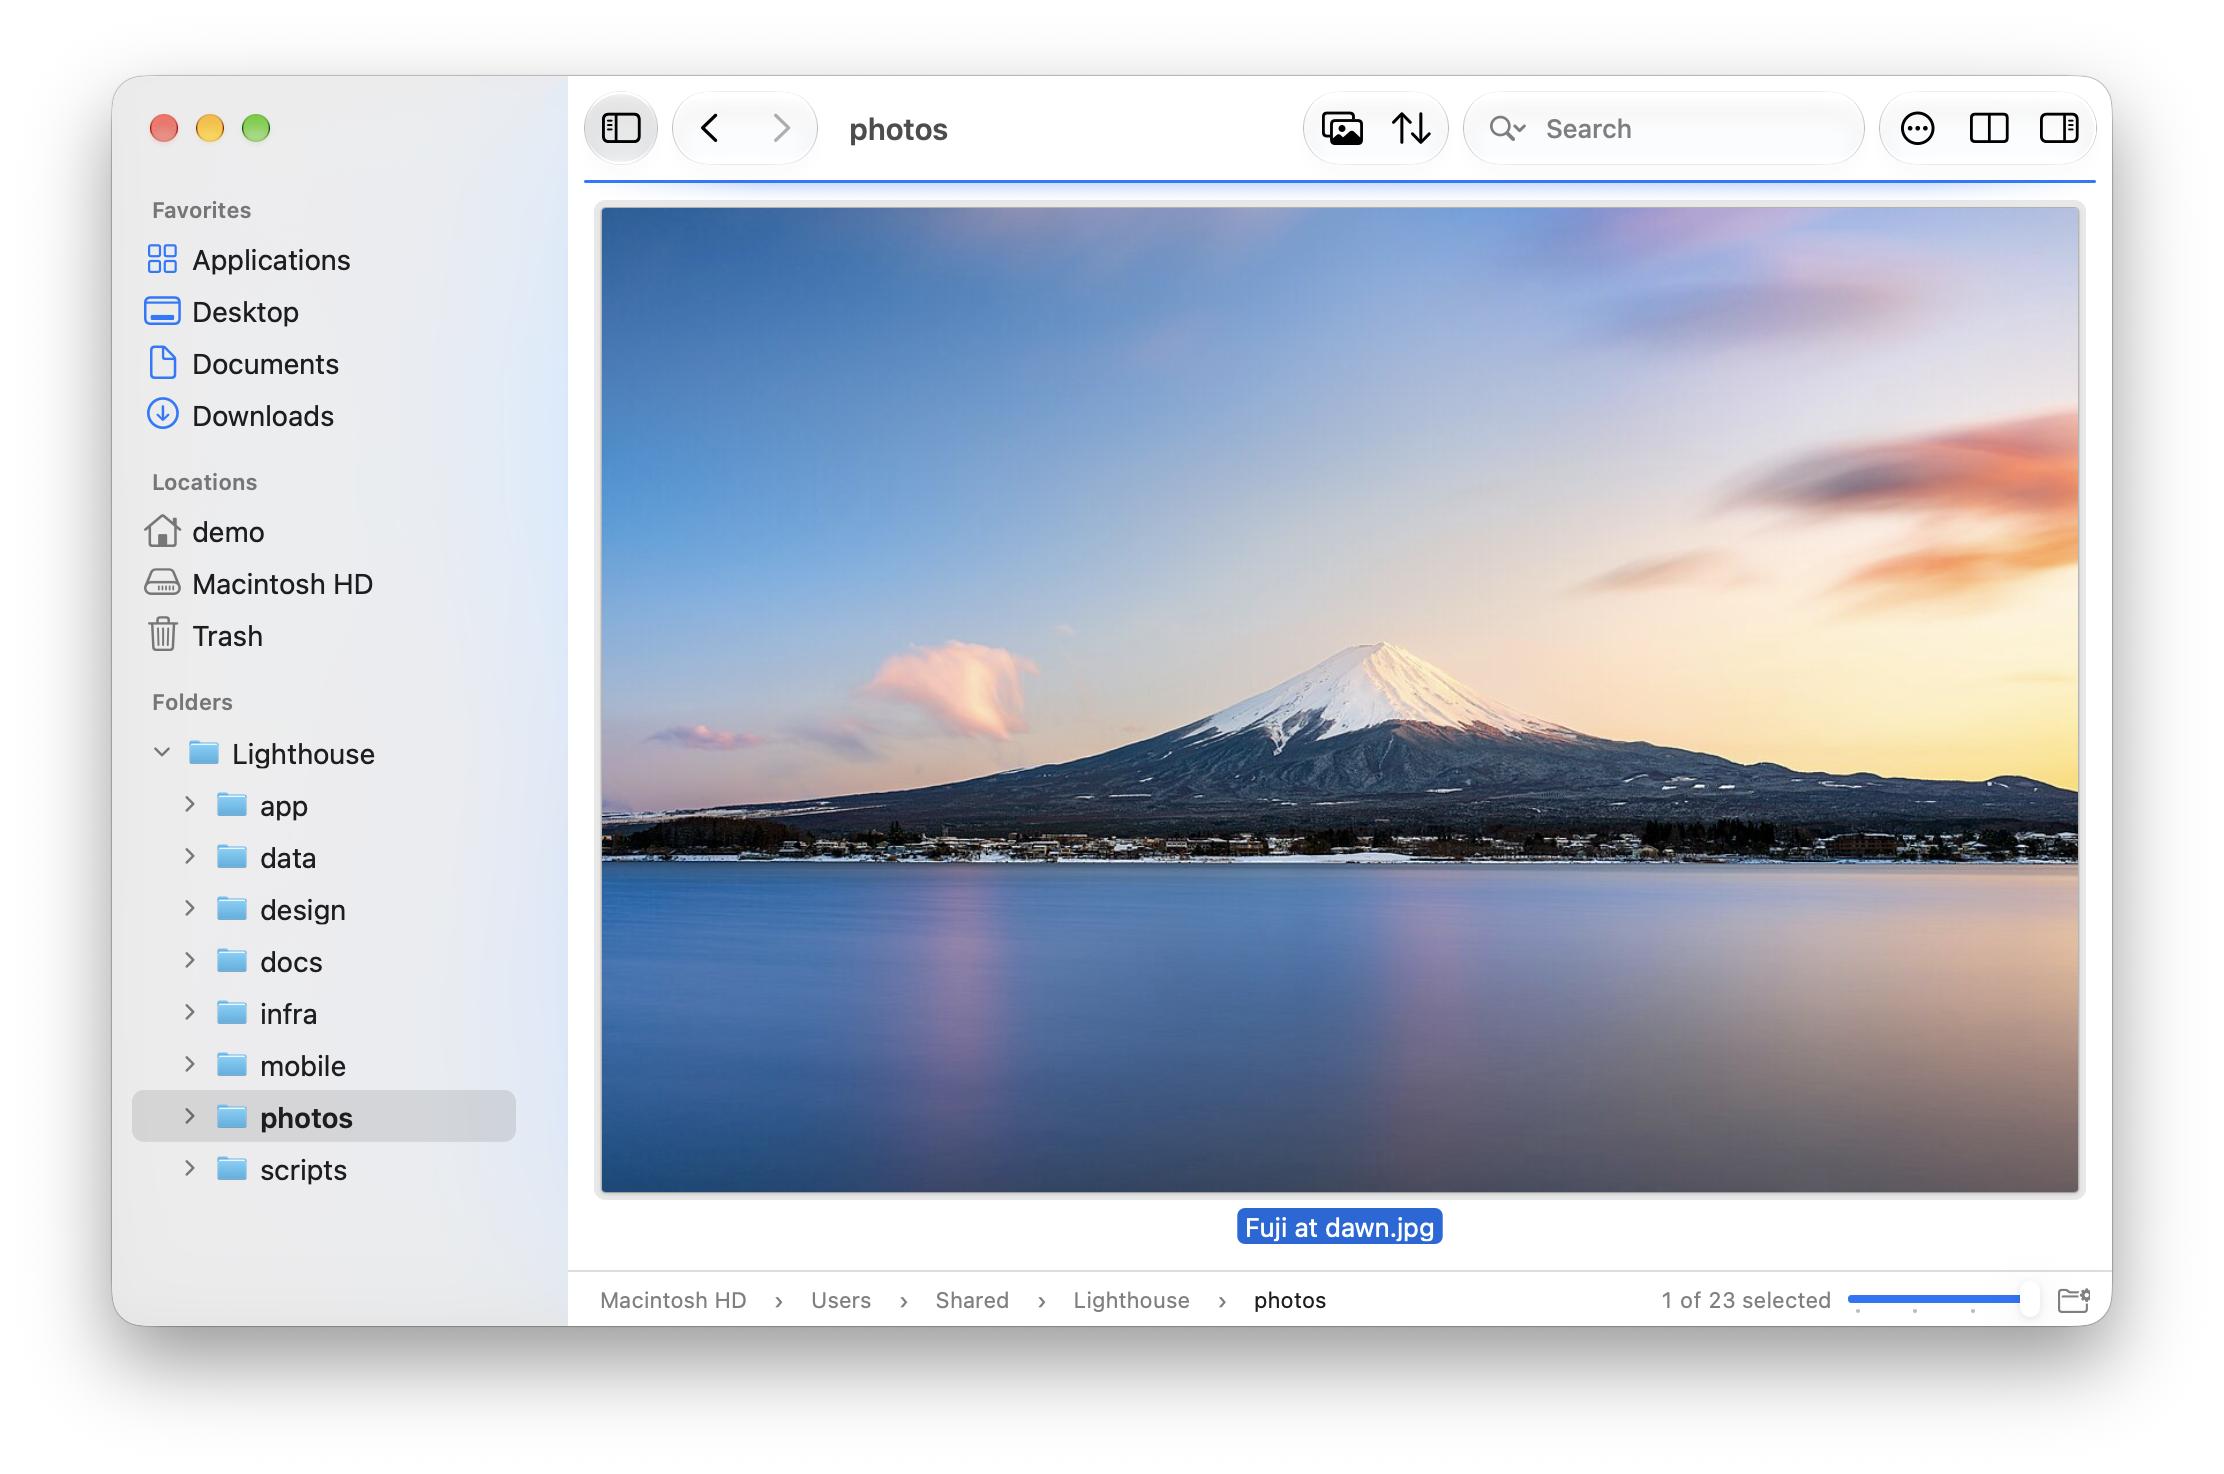 photos
Search
Favorites
Applications
Desktop
Documents
Downloads
Locations
demo
Macintosh HD
Trash
Folders
Lighthouse
app
data
design
docs
infra
mobile
photos
scripts
Fuji at dawn.jpg
Macintosh HD › Users › Shared › Lighthouse › photos
1 of 23 selected